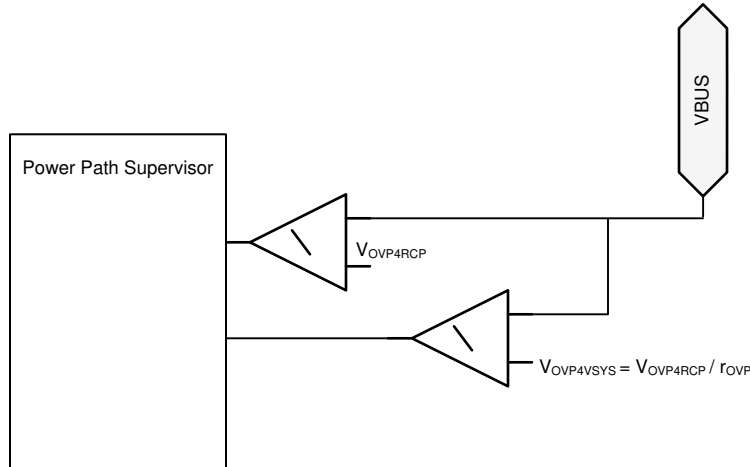 VBUS
Power Path Supervisor
VOVP4RCP
VOVP4VSYS = VOVP4RCP / rOVP